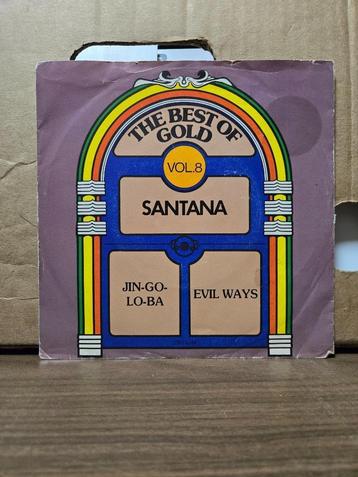 THE BEST OF
GOLD
VOL.8
SANTANA
JIN-GO-
LO-BA
EVIL WAYS